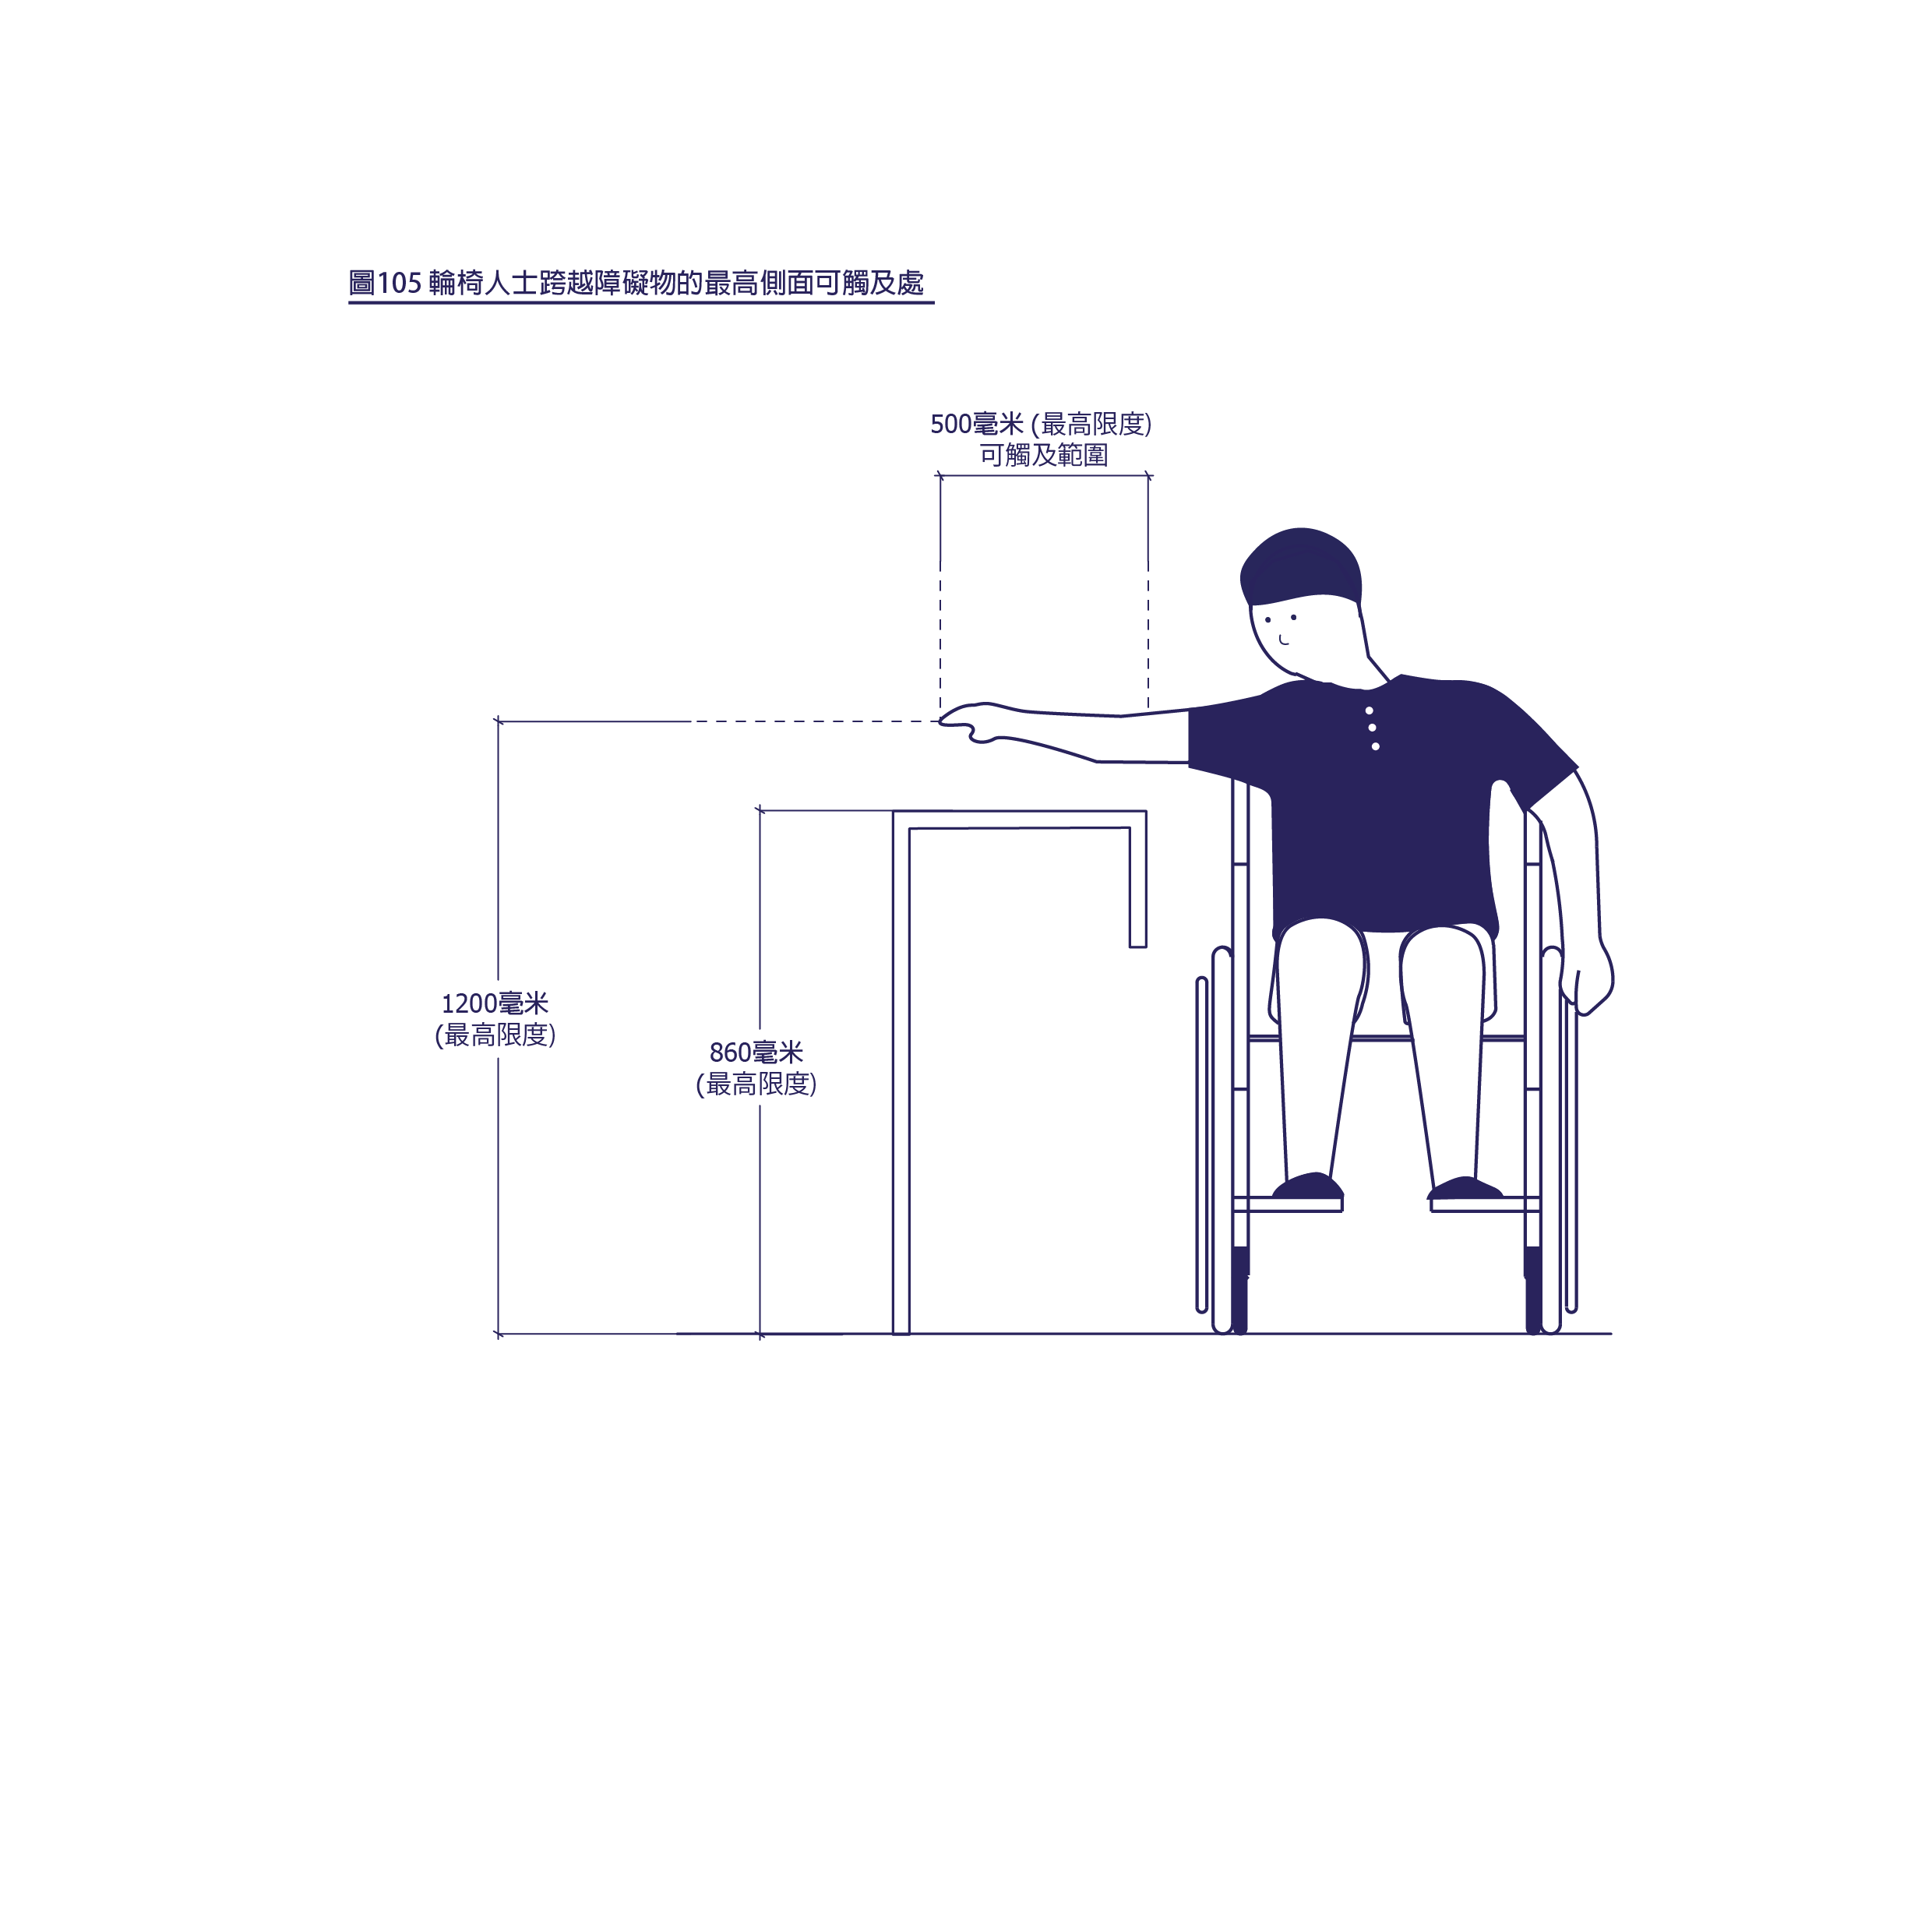 圖105 輪椅人士跨越障礙物的最高側面可觸及處
500毫米 (最高限度)
可觸及範圍
1200毫米
(最高限度)
860毫米
(最高限度)